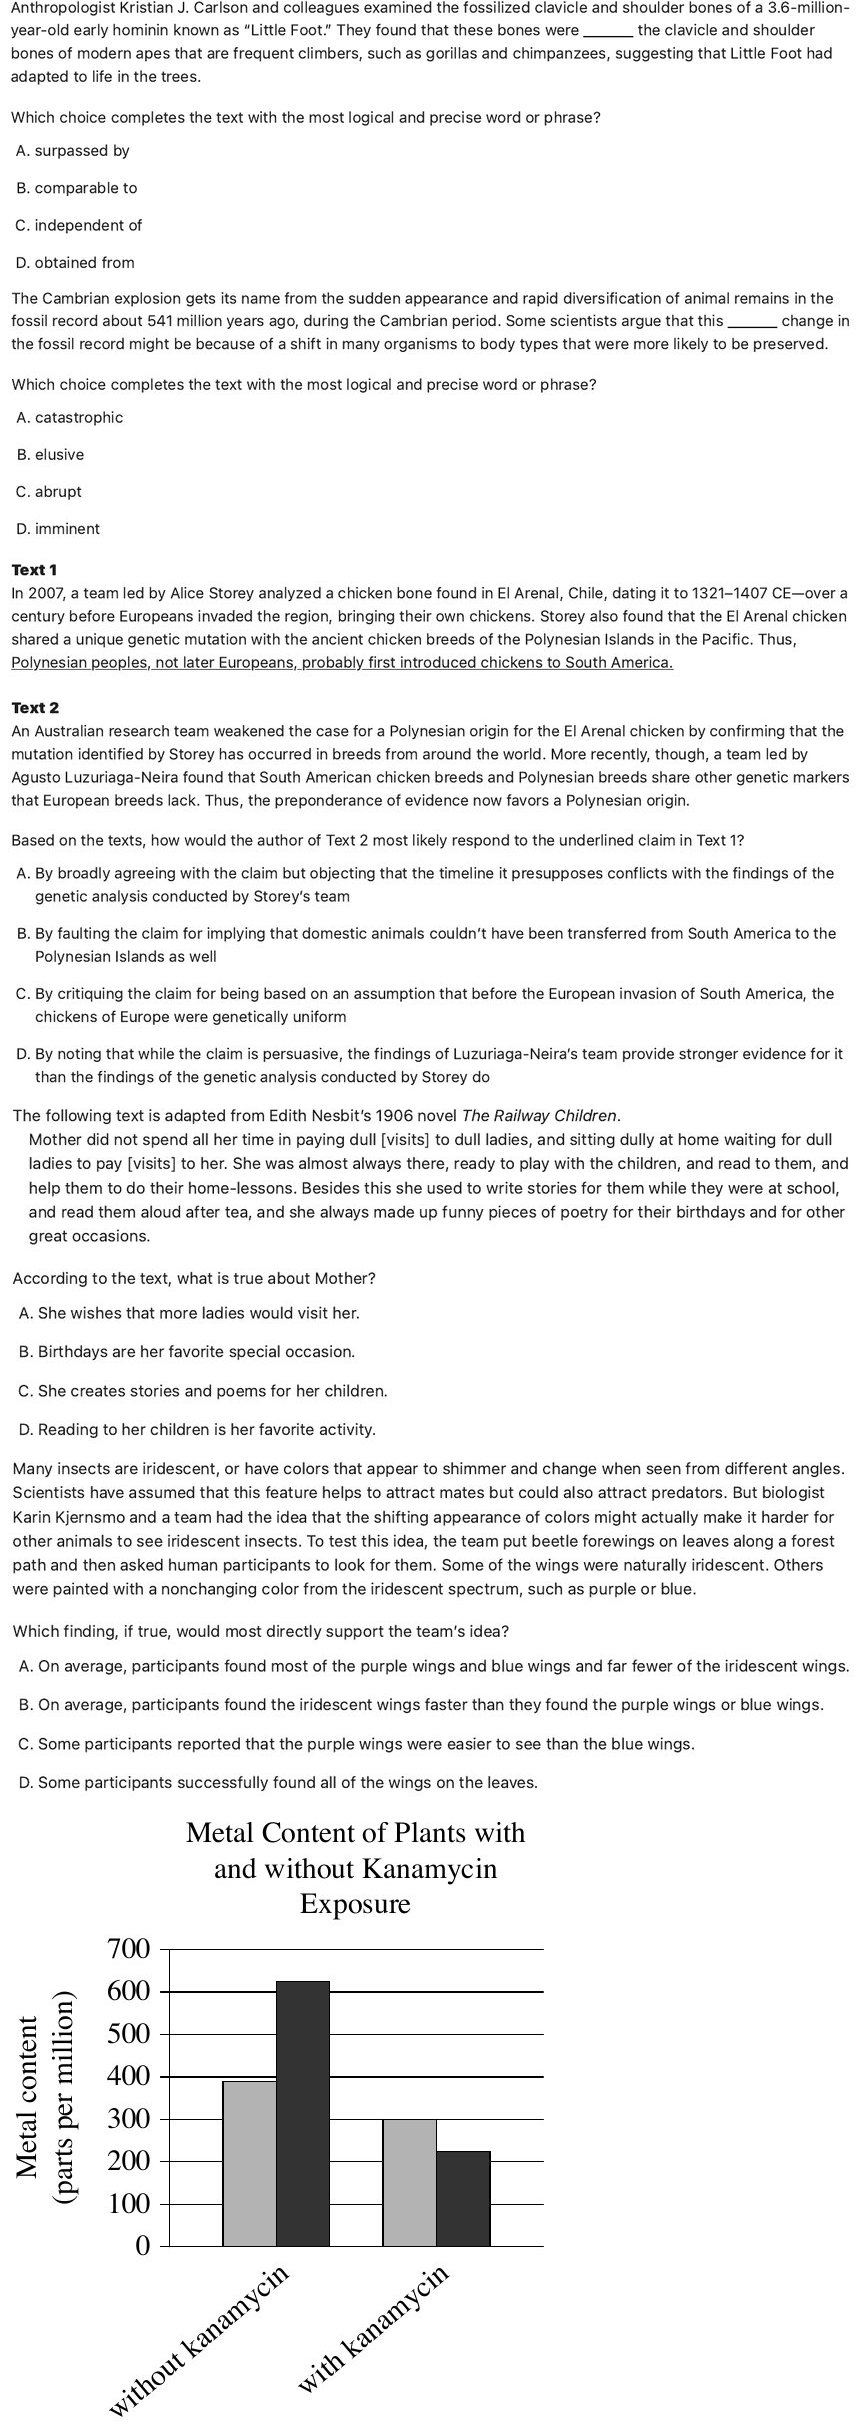 Anthropologist Kristian J. Carlson and colleagues examined the fossilized clavicle and shoulder bones of a 3.6-million-
year-old early hominin known as “Little Foot.” They found that these bones were ______ the clavicle and shoulder
bones of modern apes that are frequent climbers, such as gorillas and chimpanzees, suggesting that Little Foot had
adapted to life in the trees.
Which choice completes the text with the most logical and precise word or phrase?
A. surpassed by
B. comparable to
C. independent of
D. obtained from
The Cambrian explosion gets its name from the sudden appearance and rapid diversification of animal remains in the
fossil record about 541 million years ago, during the Cambrian period. Some scientists argue that this ______ change in
the fossil record might be because of a shift in many organisms to body types that were more likely to be preserved.
Which choice completes the text with the most logical and precise word or phrase?
A. catastrophic
B. elusive
C. abrupt
D. imminent
Text 1
In 2007, a team led by Alice Storey analyzed a chicken bone found in El Arenal, Chile, dating it to 1321–1407 CE—over a
century before Europeans invaded the region, bringing their own chickens. Storey also found that the El Arenal chicken
shared a unique genetic mutation with the ancient chicken breeds of the Polynesian Islands in the Pacific. Thus,
Polynesian peoples, not later Europeans, probably first introduced chickens to South America.
Text 2
An Australian research team weakened the case for a Polynesian origin for the El Arenal chicken by confirming that the
mutation identified by Storey has occurred in breeds from around the world. More recently, though, a team led by
Agusto Luzuriaga-Neira found that South American chicken breeds and Polynesian breeds share other genetic markers
that European breeds lack. Thus, the preponderance of evidence now favors a Polynesian origin.
Based on the texts, how would the author of Text 2 most likely respond to the underlined claim in Text 1?
A. By broadly agreeing with the claim but objecting that the timeline it presupposes conflicts with the findings of the
genetic analysis conducted by Storey’s team
B. By faulting the claim for implying that domestic animals couldn’t have been transferred from South America to the
Polynesian Islands as well
C. By critiquing the claim for being based on an assumption that before the European invasion of South America, the
chickens of Europe were genetically uniform
D. By noting that while the claim is persuasive, the findings of Luzuriaga-Neira’s team provide stronger evidence for it
than the findings of the genetic analysis conducted by Storey do
The following text is adapted from Edith Nesbit’s 1906 novel The Railway Children.
Mother did not spend all her time in paying dull [visits] to dull ladies, and sitting dully at home waiting for dull
ladies to pay [visits] to her. She was almost always there, ready to play with the children, and read to them, and
help them to do their home-lessons. Besides this she used to write stories for them while they were at school,
and read them aloud after tea, and she always made up funny pieces of poetry for their birthdays and for other
great occasions.
According to the text, what is true about Mother?
A. She wishes that more ladies would visit her.
B. Birthdays are her favorite special occasion.
C. She creates stories and poems for her children.
D. Reading to her children is her favorite activity.
Many insects are iridescent, or have colors that appear to shimmer and change when seen from different angles.
Scientists have assumed that this feature helps to attract mates but could also attract predators. But biologist
Karin Kjernsmo and a team had the idea that the shifting appearance of colors might actually make it harder for
other animals to see iridescent insects. To test this idea, the team put beetle forewings on leaves along a forest
path and then asked human participants to look for them. Some of the wings were naturally iridescent. Others
were painted with a nonchanging color from the iridescent spectrum, such as purple or blue.
Which finding, if true, would most directly support the team’s idea?
A. On average, participants found most of the purple wings and blue wings and far fewer of the iridescent wings.
B. On average, participants found the iridescent wings faster than they found the purple wings or blue wings.
C. Some participants reported that the purple wings were easier to see than the blue wings.
D. Some participants successfully found all of the wings on the leaves.
Metal Content of Plants with
and without Kanamycin
Exposure
Metal content
(parts per million)
700
600
500
400
300
200
100
0
without kanamycin
with kanamycin